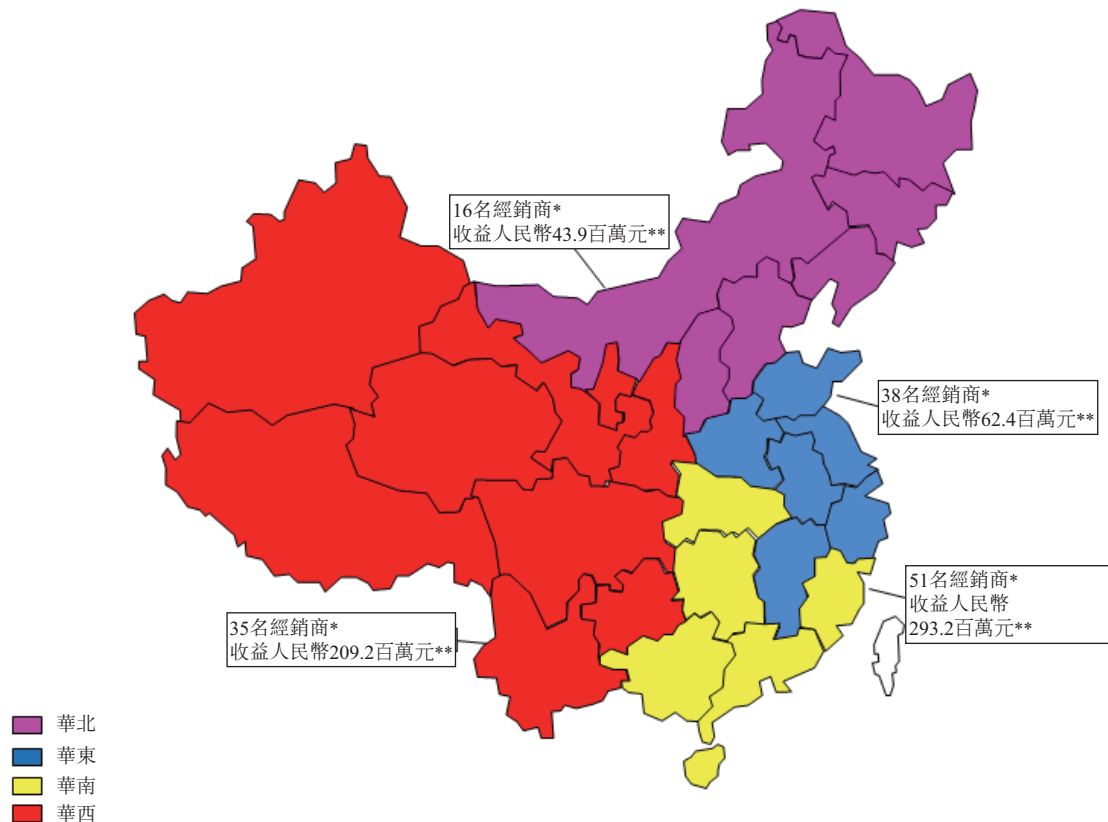 16名經銷商*
收益人民幣43.9百萬元**
38名經銷商*
收益人民幣62.4百萬元**
51名經銷商*
收益人民幣
293.2百萬元**
35名經銷商*
收益人民幣209.2百萬元**
華北
華東
華南
華西